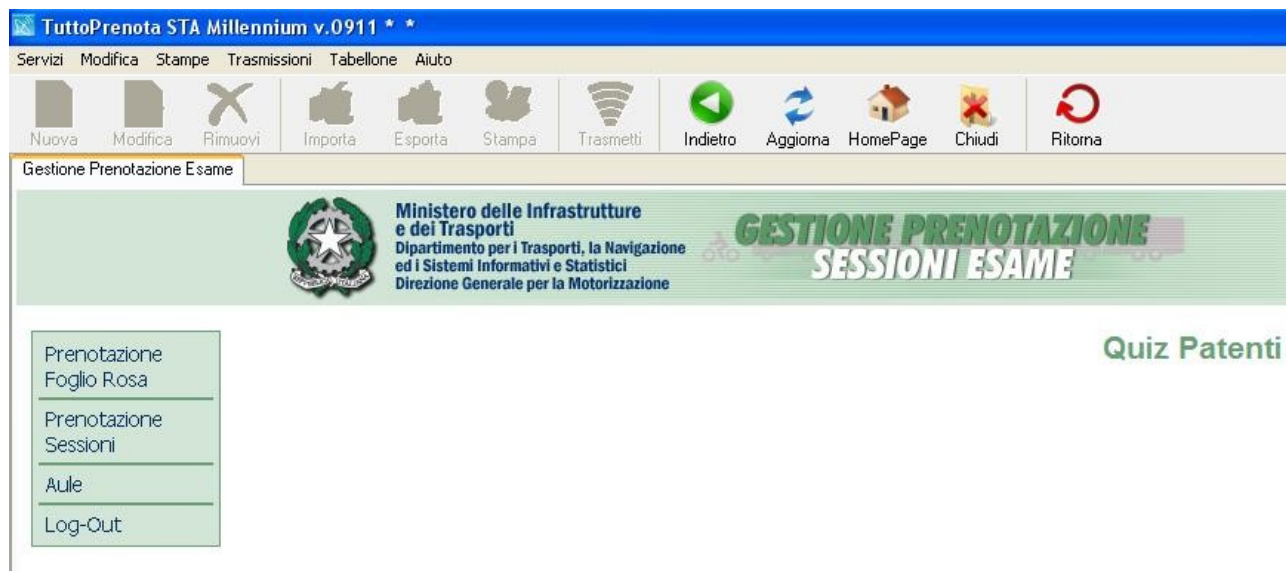 TuttoPrenota STA Millennium v.0911 * *
Servizi Modifica Stampe Trasmissioni Tabellone Aiuto
Nuova Modifica Rimuovi Importa Esporta Stampa Trasmetti Indietro Aggiorna HomePage Chiudi Ritorna
Gestione Prenotazione Esame
Ministero delle Infrastrutture
e dei Trasporti
Dipartimento per i Trasporti, la Navigazione
ed i Sistemi Informativi e Statistici
Direzione Generale per la Motorizzazione
GESTIONE PRENOTAZIONE
SESSIONI ESAME
REPVBBLICA ITALIANA
Quiz Patenti
Prenotazione
Foglio Rosa
Prenotazione
Sessioni
Aule
Log-Out